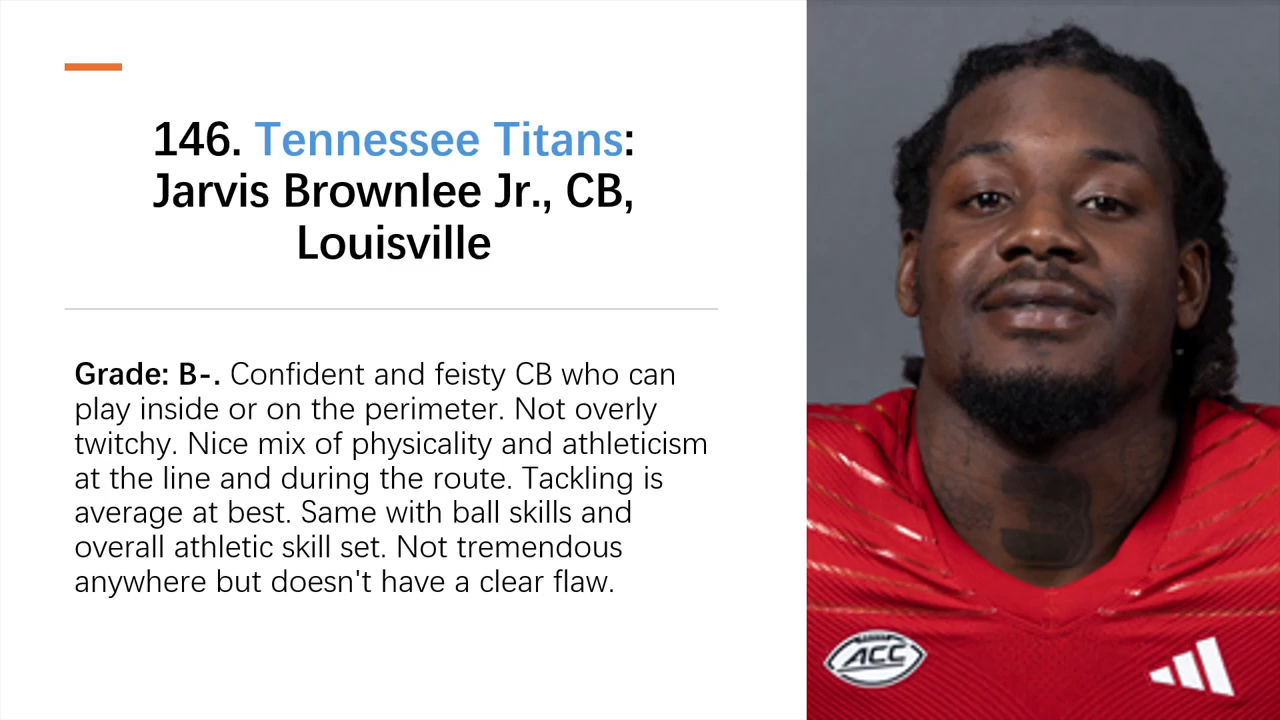 146. Tennessee Titans:
Jarvis Brownlee Jr., CB,
Louisville
Grade: B-. Confident and feisty CB who can
play inside or on the perimeter. Not overly
twitchy. Nice mix of physicality and athleticism
at the line and during the route. Tackling is
average at best. Same with ball skills and
overall athletic skill set. Not tremendous
anywhere but doesn't have a clear flaw.
ACC